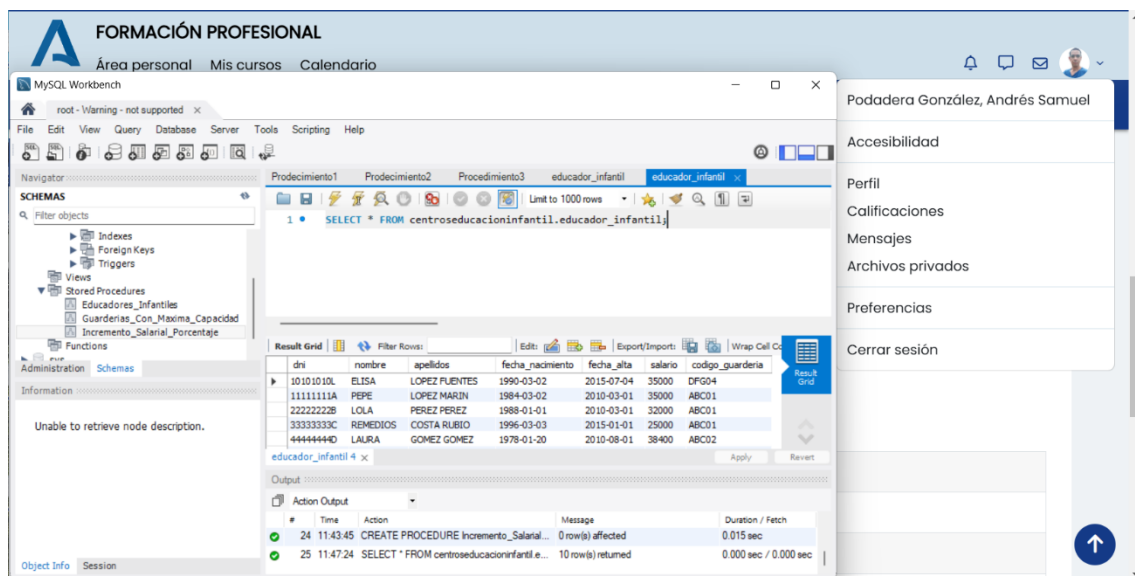 FORMACIÓN PROFESIONAL
Área personal Mis cursos Calendario
MySQL Workbench
root - Warning - not supported
File Edit View Query Database Server Tools Scripting Help
Navigator
SCHEMAS
Filter objects
Indexes
Foreign Keys
Triggers
Views
Stored Procedures
Educadores_Infantiles
Guarderias_Con_Maxima_Capacidad
Incremento_Salarial_Porcentaje
Functions
sys
Administration Schemas
Information
Unable to retrieve node description.
Object Info Session
Prodecimiento1 Prodecimiento2 Procedimiento3 educador_infantil educador_infantil
Limit to 1000 rows
1 SELECT * FROM centroseducacioninfantil.educador_infantil;
Result Grid Filter Rows: Edit: Export/Import: Wrap Cell Co
dni nombre apellidos fecha_nacimiento fecha_alta salario codigo_guarderia
10101010L ELISA LOPEZ FUENTES 1990-03-02 2015-07-04 35000 DFG04
11111111A PEPE LOPEZ MARIN 1984-03-02 2010-03-01 35000 ABC01
22222222B LOLA PEREZ PEREZ 1988-01-01 2010-03-01 32000 ABC01
33333333C REMEDIOS COSTA RUBIO 1996-03-03 2015-01-01 25000 ABC01
44444444D LAURA GOMEZ GOMEZ 1978-01-20 2010-08-01 38400 ABC02
Result
Grid
educador_infantil 4 Apply Revert
Output
Action Output
# Time Action Message Duration / Fetch
24 11:43:45 CREATE PROCEDURE Incremento_Salarial... 0 row(s) affected 0.015 sec
25 11:47:24 SELECT * FROM centroseducacioninfantil.e... 10 row(s) returned 0.000 sec / 0.000 sec
Podadera González, Andrés Samuel
Accesibilidad
Perfil
Calificaciones
Mensajes
Archivos privados
Preferencias
Cerrar sesión